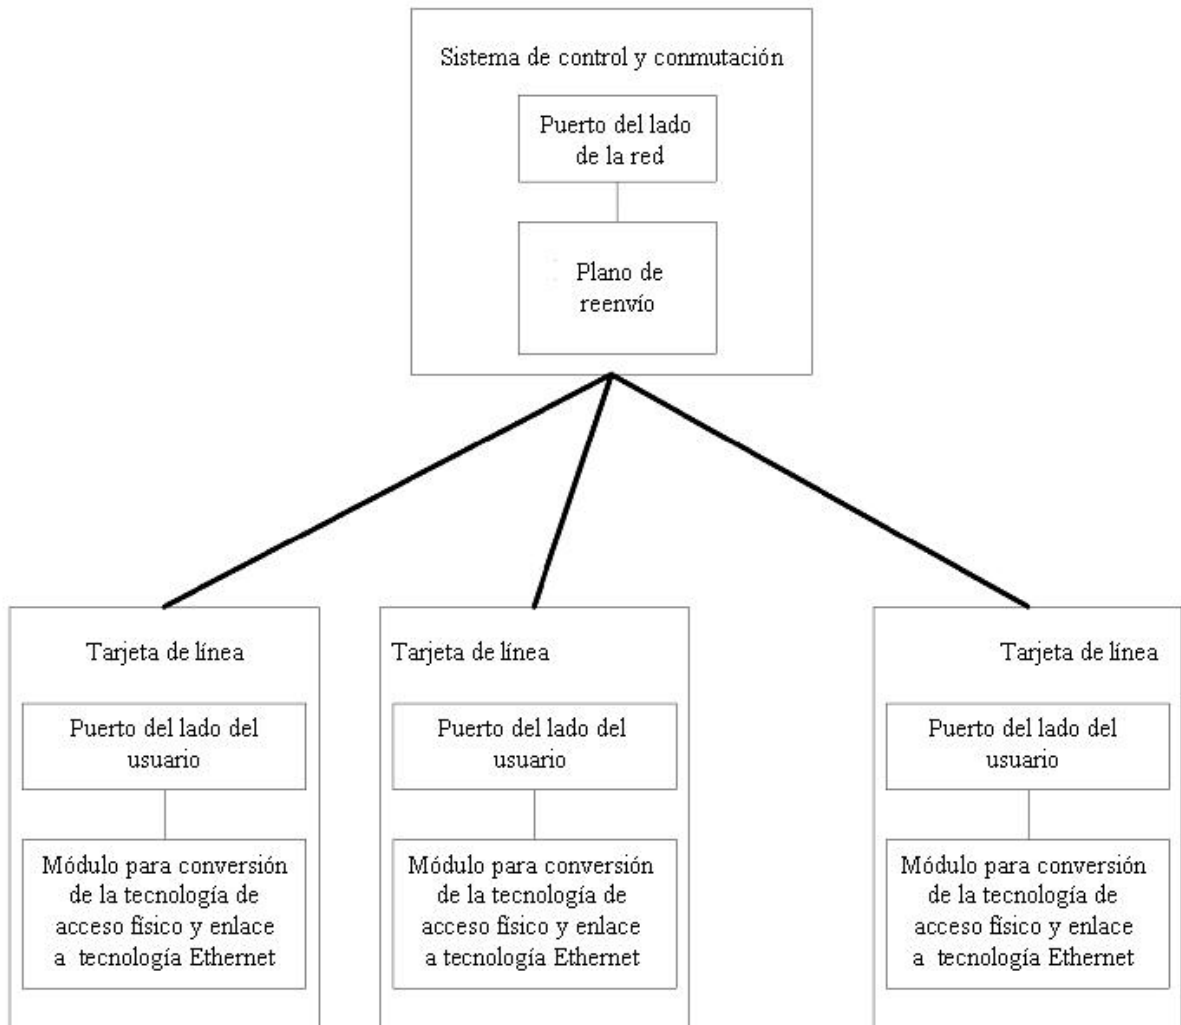 Sistema de control y conmutación
Puerto del lado
de la red
Plano de
reenvío
Tarjeta de línea
Puerto del lado del
usuario
Módulo para conversión
de la tecnología de
acceso físico y enlace
a tecnología Ethernet
Tarjeta de línea
Puerto del lado del
usuario
Módulo para conversión
de la tecnología de
acceso físico y enlace
a tecnología Ethernet
Tarjeta de línea
Puerto del lado del
usuario
Módulo para conversión
de la tecnología de
acceso físico y enlace
a tecnología Ethernet